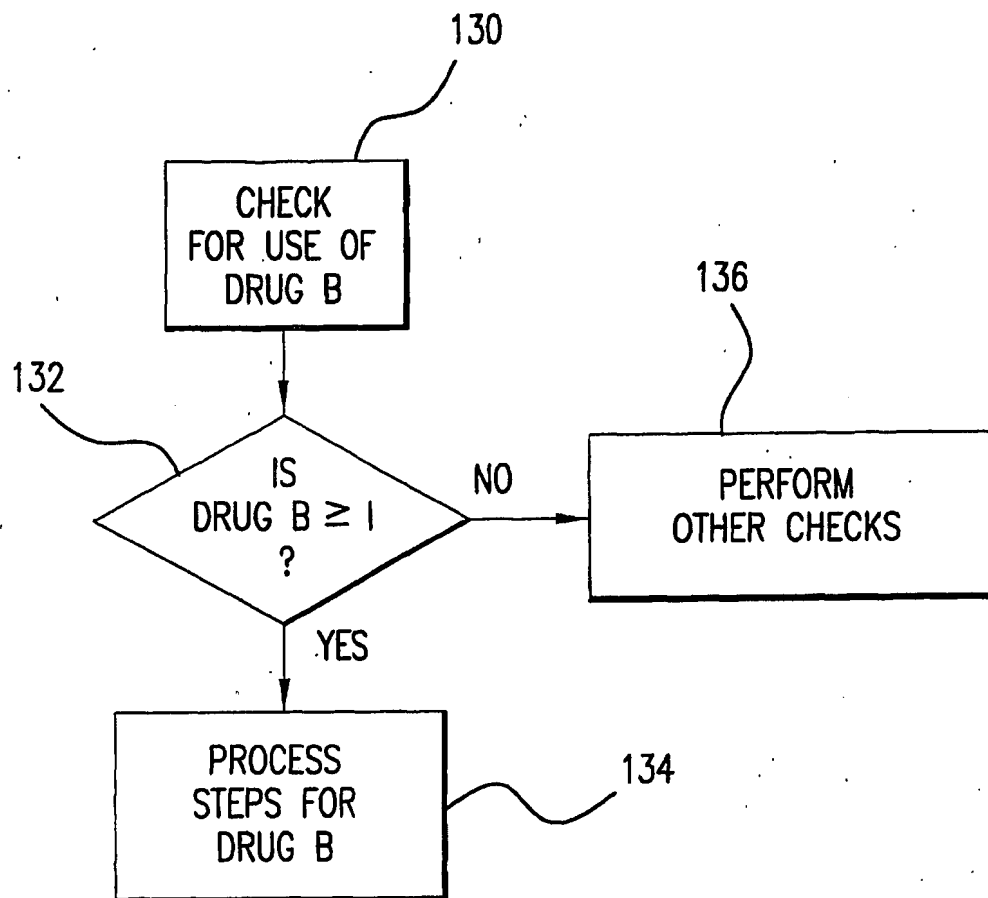 130
CHECK
FOR USE OF
DRUG B
136
132
IS
DRUG B ≥ 1
?
NO
PERFORM
OTHER CHECKS
YES
PROCESS
STEPS FOR
DRUG B
134